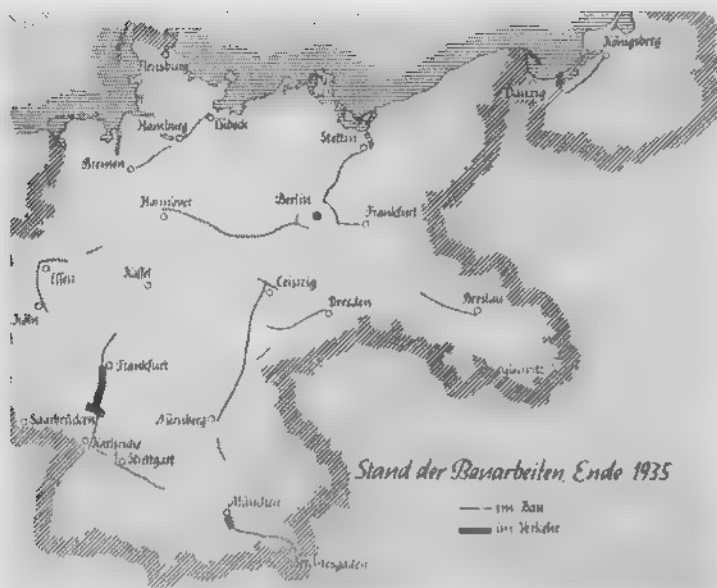 Flensburg
Königsberg
Danzig
Hamburg
Lübeck
Stettin
Bremen
Hannover
Berlin
Frankfurt
Essen
Kassel
Leipzig
Köln
Dresden
Breslau
Frankfurt
Saarbrücken
Nürnberg
Karlsruhe
Stuttgart
Stand der Bauarbeiten, Ende 1935
München
im Bau
im Verkehr